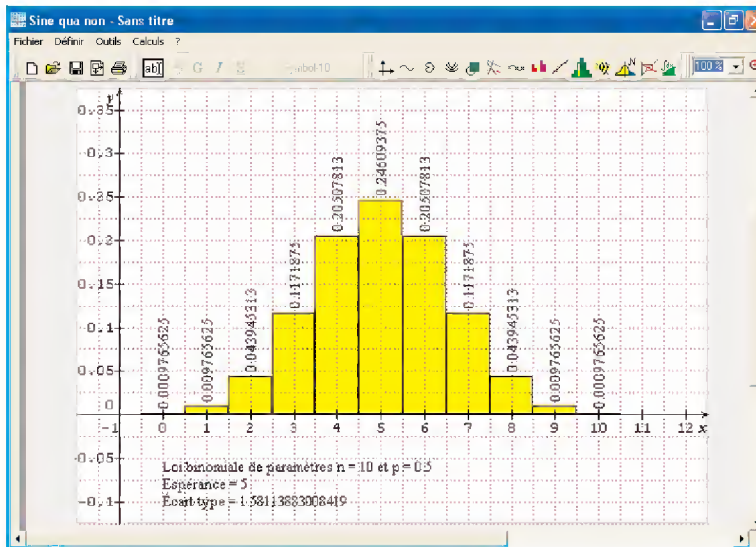 Sine qua non - Sans titre
Fichier Définir Outils Calculs ?
ab G I S 100 %
y
0.35
0.3
0.25
0.2
0.15
0.1
0.05
0
-0.05
-0.1
0.0009765625 0.009765625 0.043945313 0.1171875 0.20507813 0.24609375 0.20507813 0.1171875 0.043945313 0.009765625 0.0009765625
-1 0 1 2 3 4 5 6 7 8 9 10 11 12 x
Loi binomiale de paramètres n = 10 et p = 0.5
Espérance = 5
Écart type = 1.58113883008419